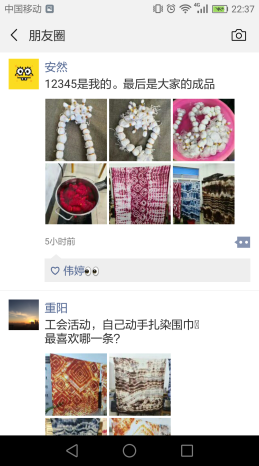 中国移动 4G 22:37
朋友圈
安然
12345是我的。最后是大家的成品
5小时前
伟婷👀
重阳
工会活动，自己动手扎染围巾
最喜欢哪一条?